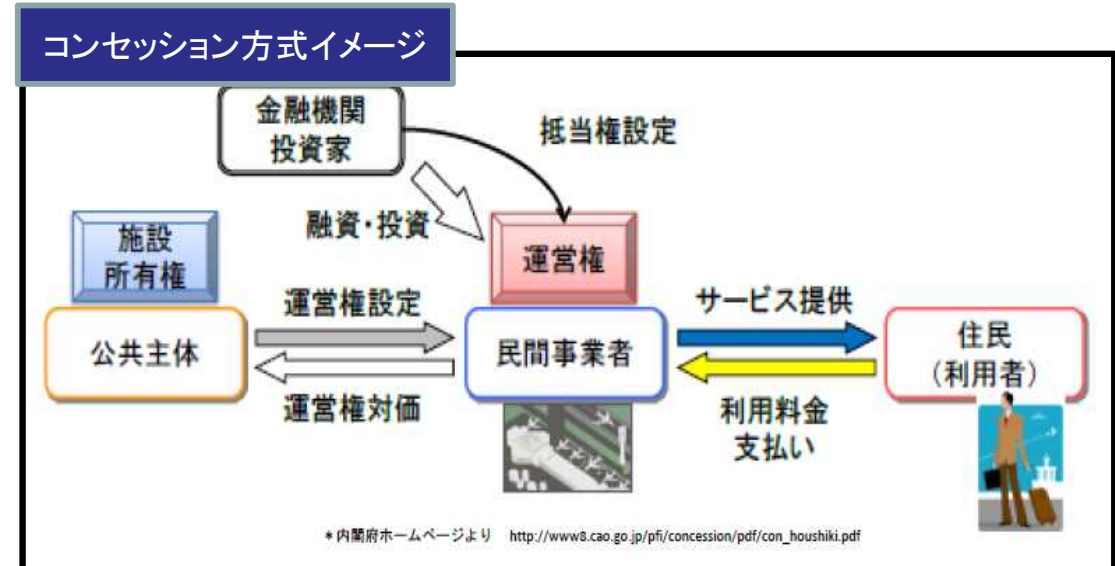 コンセッション方式イメージ
金融機関
投資家
抵当権設定
融資・投資
施設
所有権
運営権
運営権設定
サービス提供
公共主体
民間事業者
住民
（利用者）
運営権対価
利用料金
支払い
*内閣府ホームページより http://www8.cao.go.jp/pfi/concession/pdf/con_houshiki.pdf